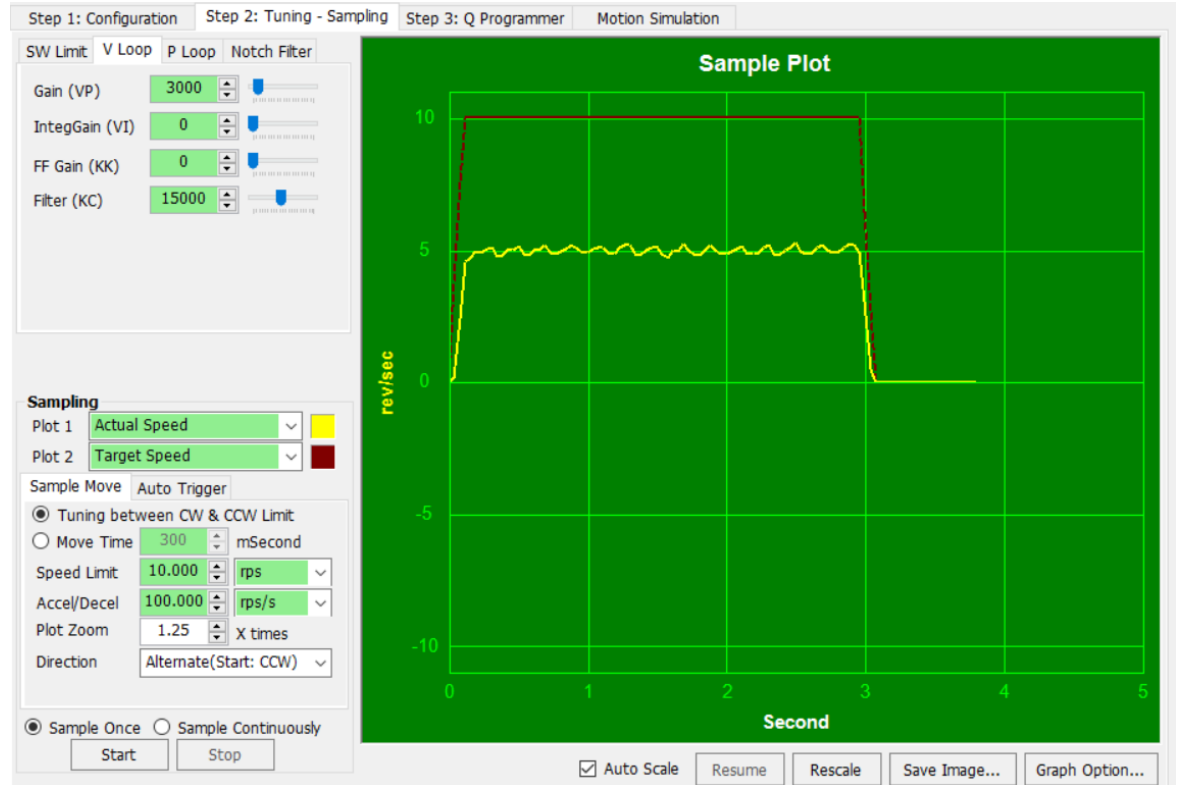 Step 1: Configuration Step 2: Tuning - Sampling Step 3: Q Programmer Motion Simulation
SW Limit V Loop P Loop Notch Filter
Gain (VP) 3000
IntegGain (VI) 0
FF Gain (KK) 0
Filter (KC) 15000
Sampling
Plot 1 Actual Speed
Plot 2 Target Speed
Sample Move Auto Trigger
Tuning between CW & CCW Limit
Move Time 300 mSecond
Speed Limit 10.000 rps
Accel/Decel 100.000 rps/s
Plot Zoom 1.25 X times
Direction Alternate(Start: CCW)
Sample Once Sample Continuously
Start Stop
Sample Plot
rev/sec
10
5
0
-5
-10
0 1 2 3 4 5
Second
Auto Scale Resume Rescale Save Image... Graph Option...